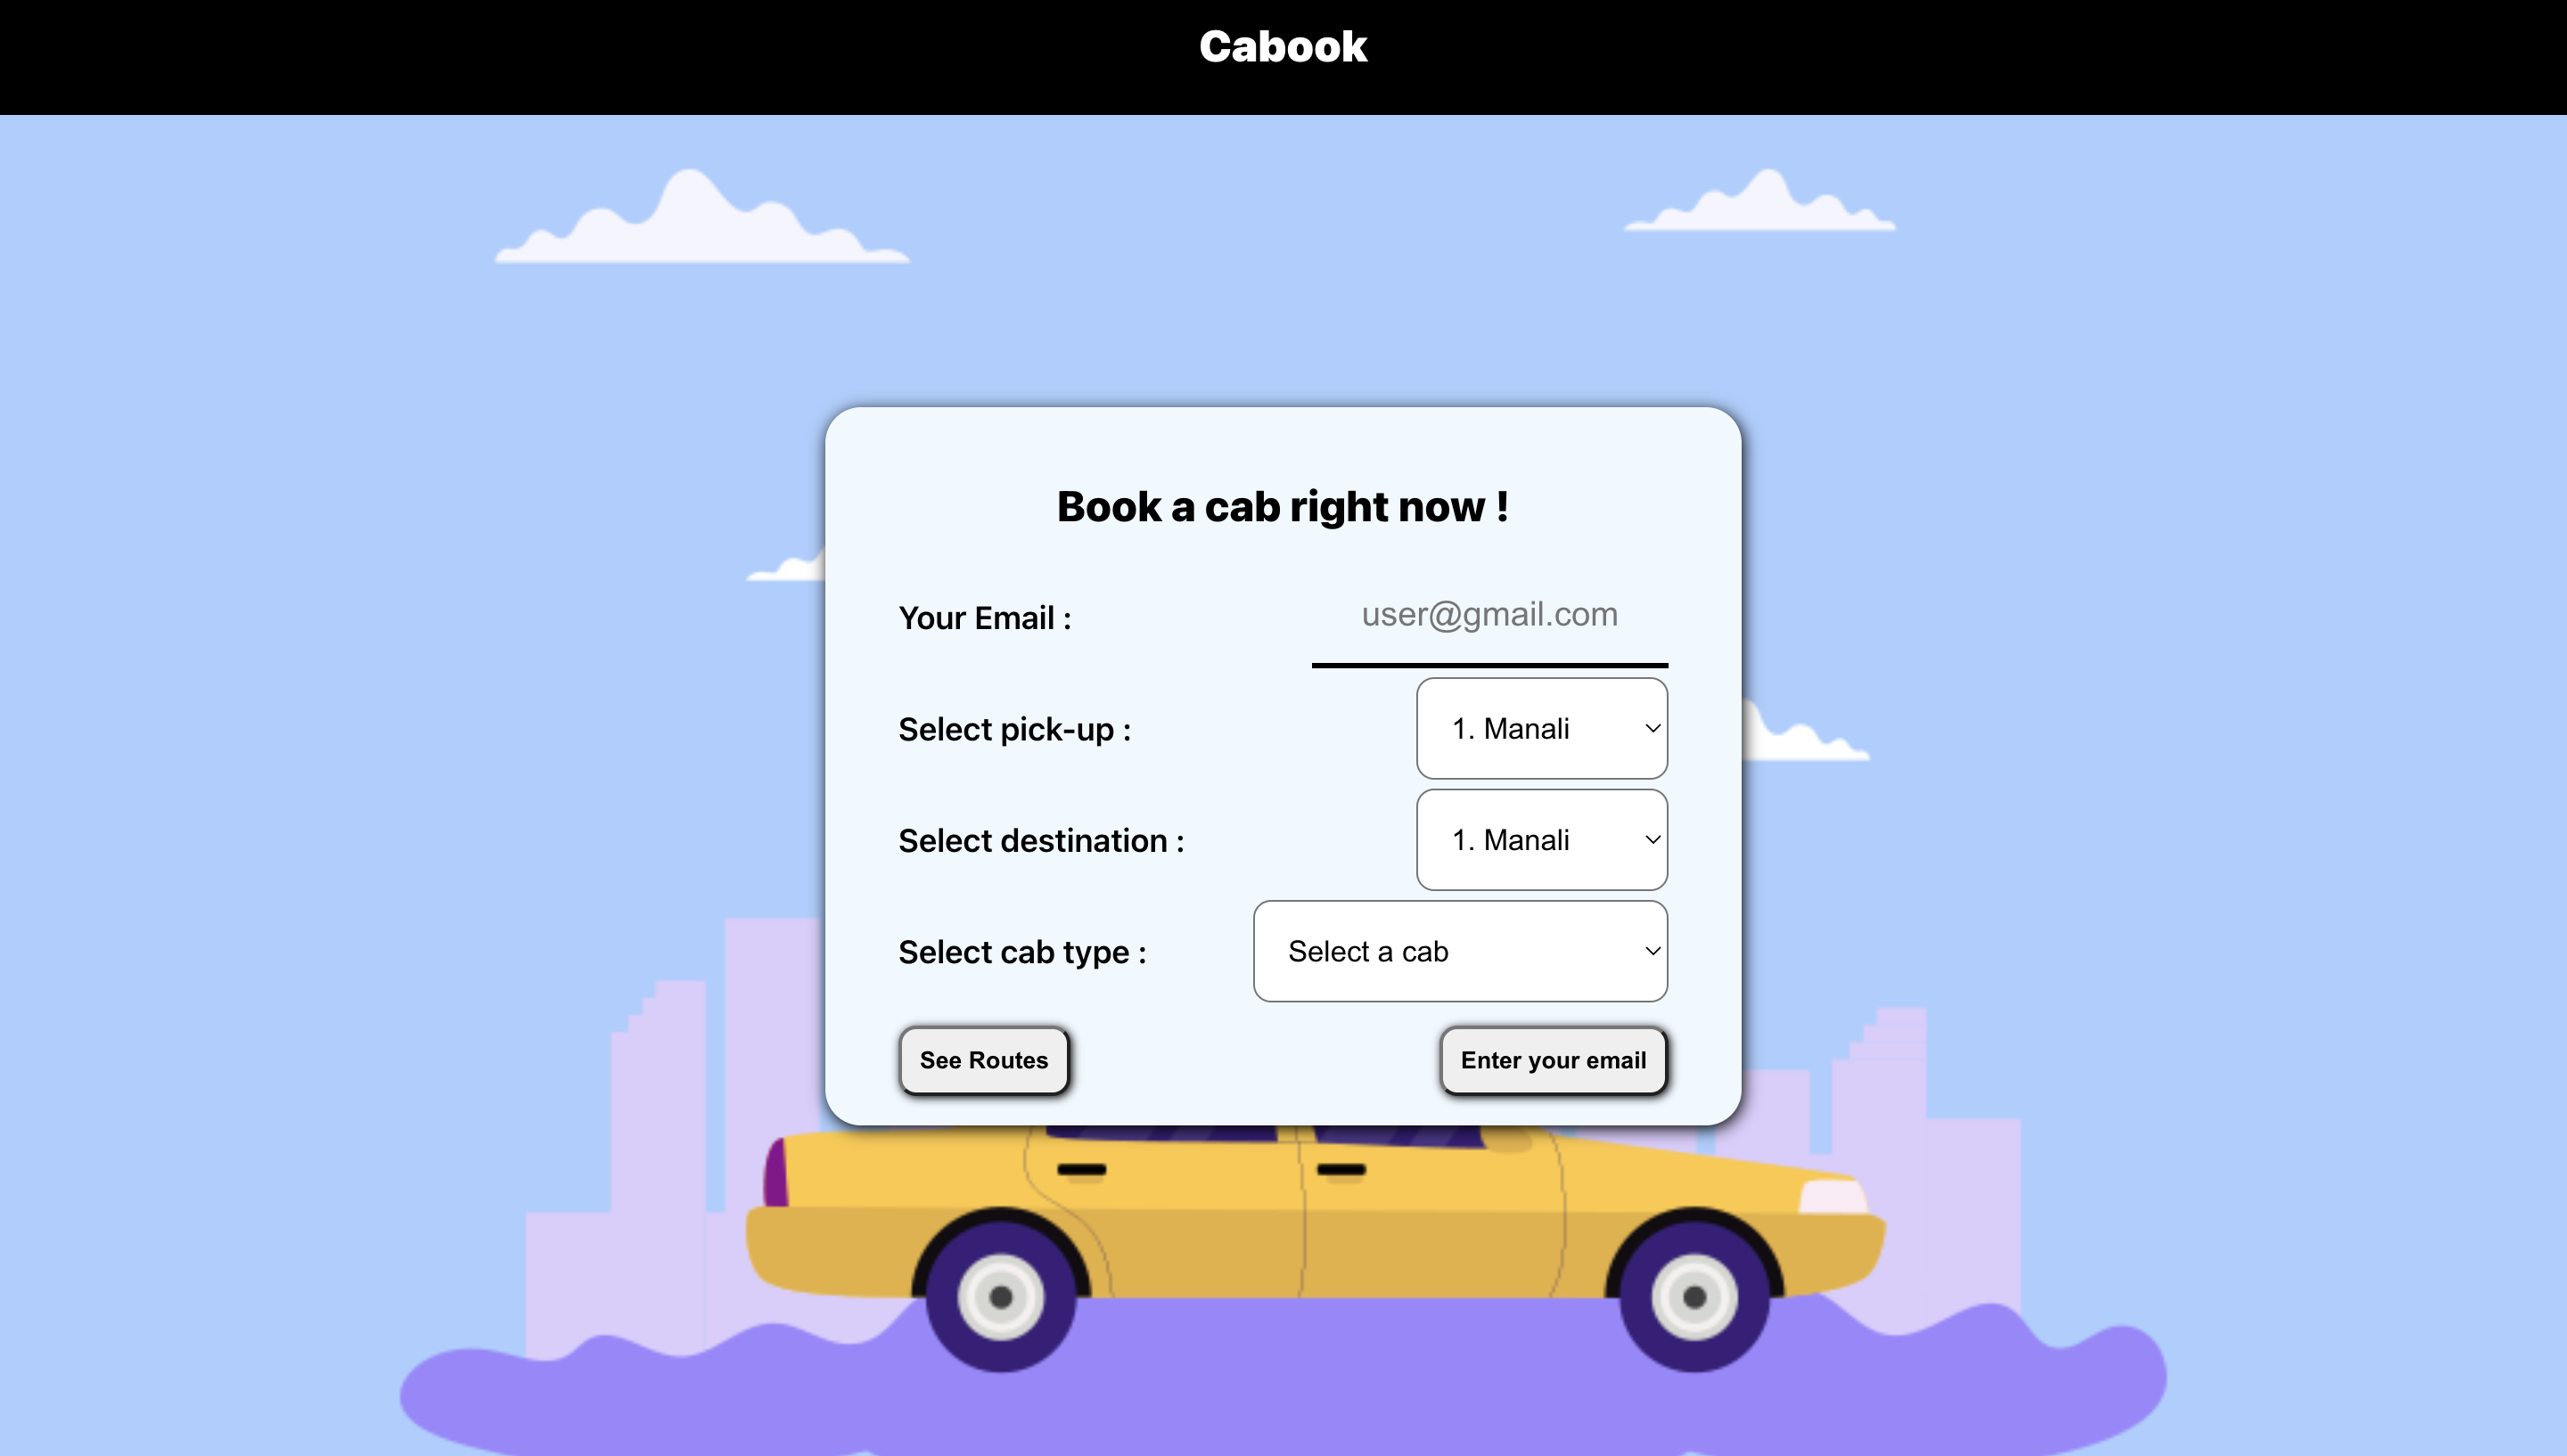 Cabook
Book a cab right now !
Your Email :
user@gmail.com
Select pick-up :
1. Manali
Select destination :
1. Manali
Select cab type :
Select a cab
See Routes
Enter your email